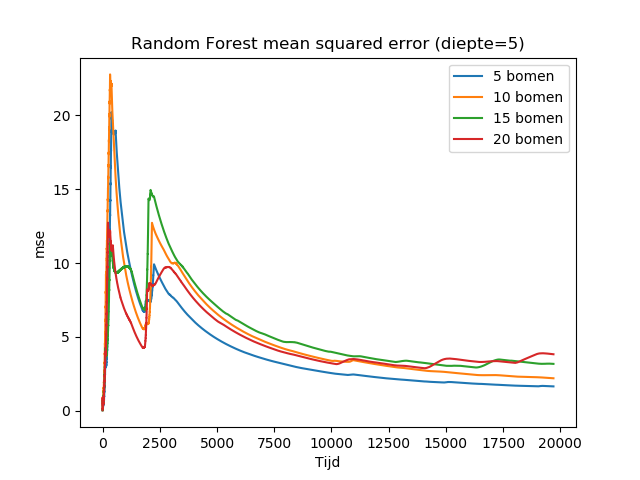 Random Forest mean squared error (diepte=5)
5 bomen
10 bomen
15 bomen
20 bomen
mse
20
15
10
5
0
0 2500 5000 7500 10000 12500 15000 17500 20000
Tijd